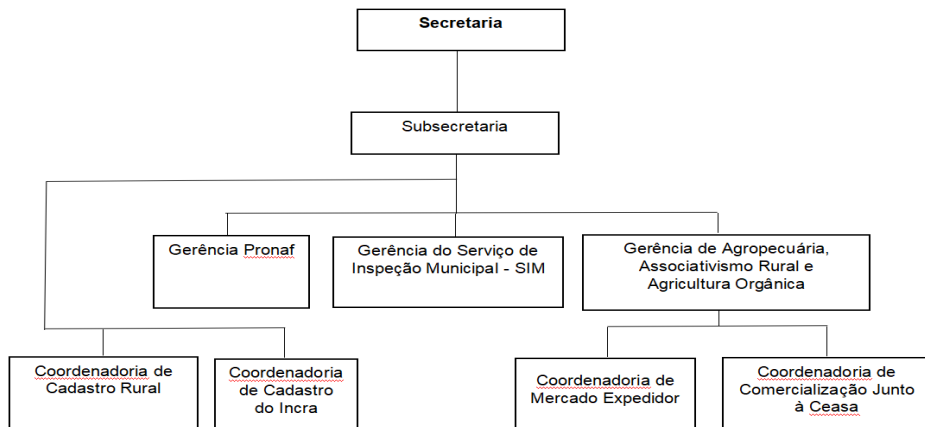 Secretaria
Subsecretaria
Gerência Pronaf
Gerência do Serviço de
Inspeção Municipal - SIM
Gerência de Agropecuária,
Associativismo Rural e
Agricultura Orgânica
Coordenadoria de
Cadastro Rural
Coordenadoria
de Cadastro
do Incra
Coordenadoria de
Mercado Expedidor
Coordenadoria de
Comercialização Junto
à Ceasa